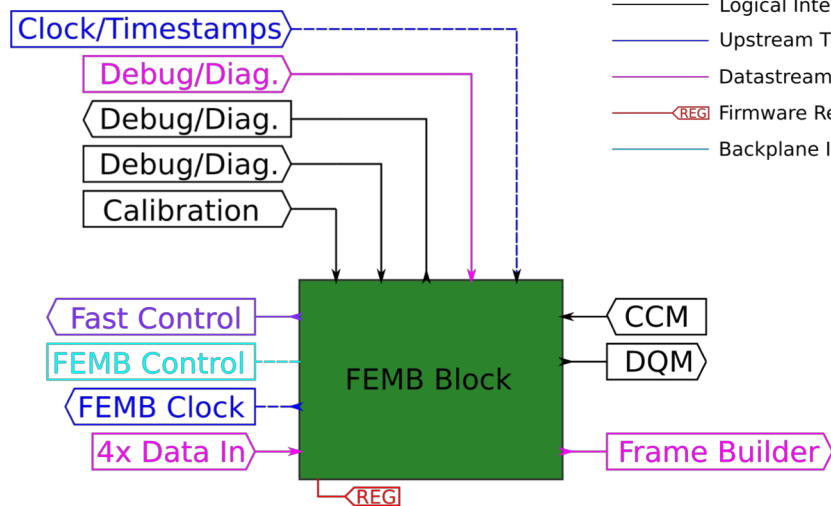 Clock/Timestamps
Debug/Diag.
Debug/Diag.
Debug/Diag.
Calibration
Logical Inte
Upstream T
Datastream
REG Firmware Re
Backplane I
Fast Control
FEMB Control
FEMB Clock
4x Data In
FEMB Block
CCM
DQM
Frame Builder
REG